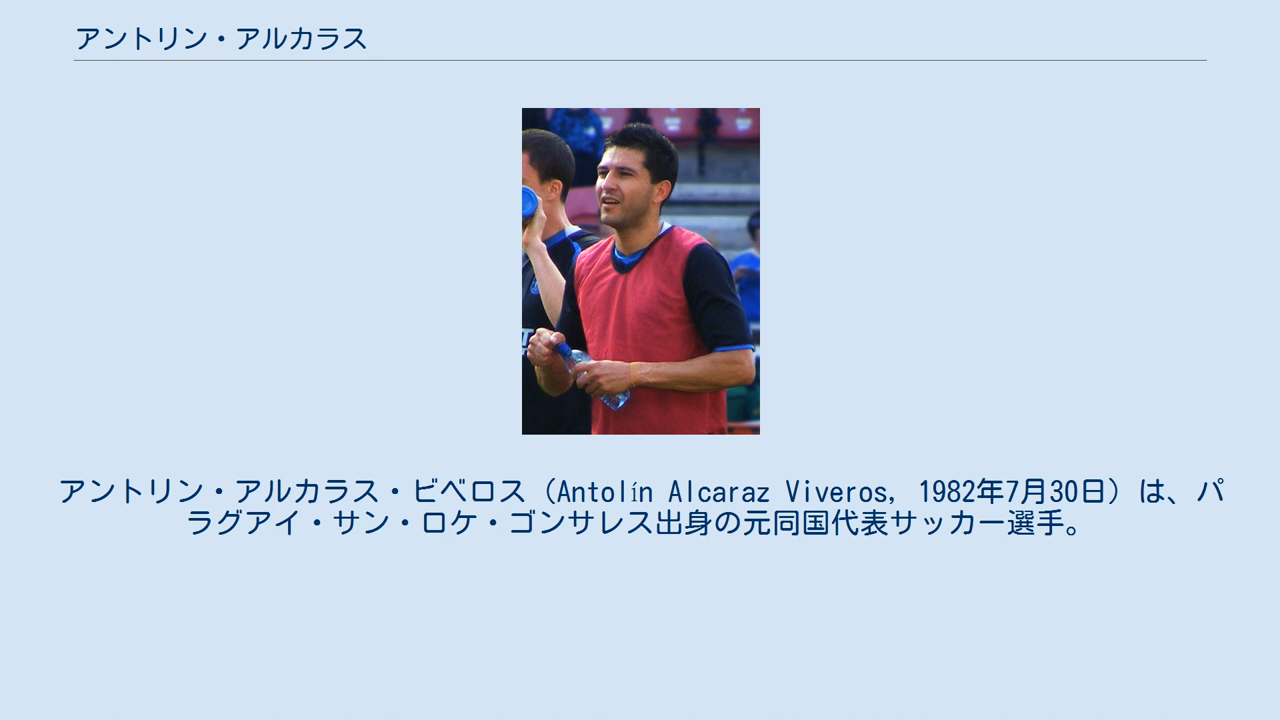 アントリン・アルカラス
アントリン・アルカラス・ビベロス（Antolín Alcaraz Viveros, 1982年7月30日）は、パ
ラグアイ・サン・ロケ・ゴンサレス出身の元同国代表サッカー選手。